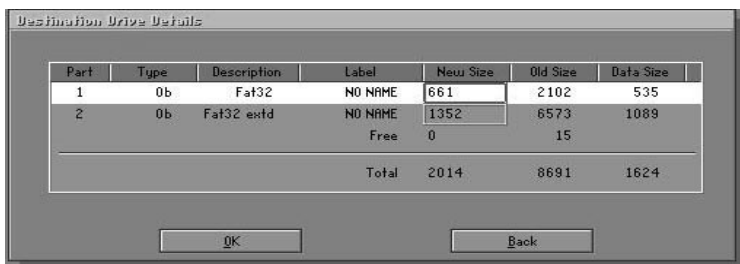 Destination Drive Details
Part Type Description Label New Size Old Size Data Size
1 0b Fat32 NO NAME 661 2102 535
2 0b Fat32 extd NO NAME 1352 6573 1089
Free 0 15
Total 2014 8691 1624
OK Back